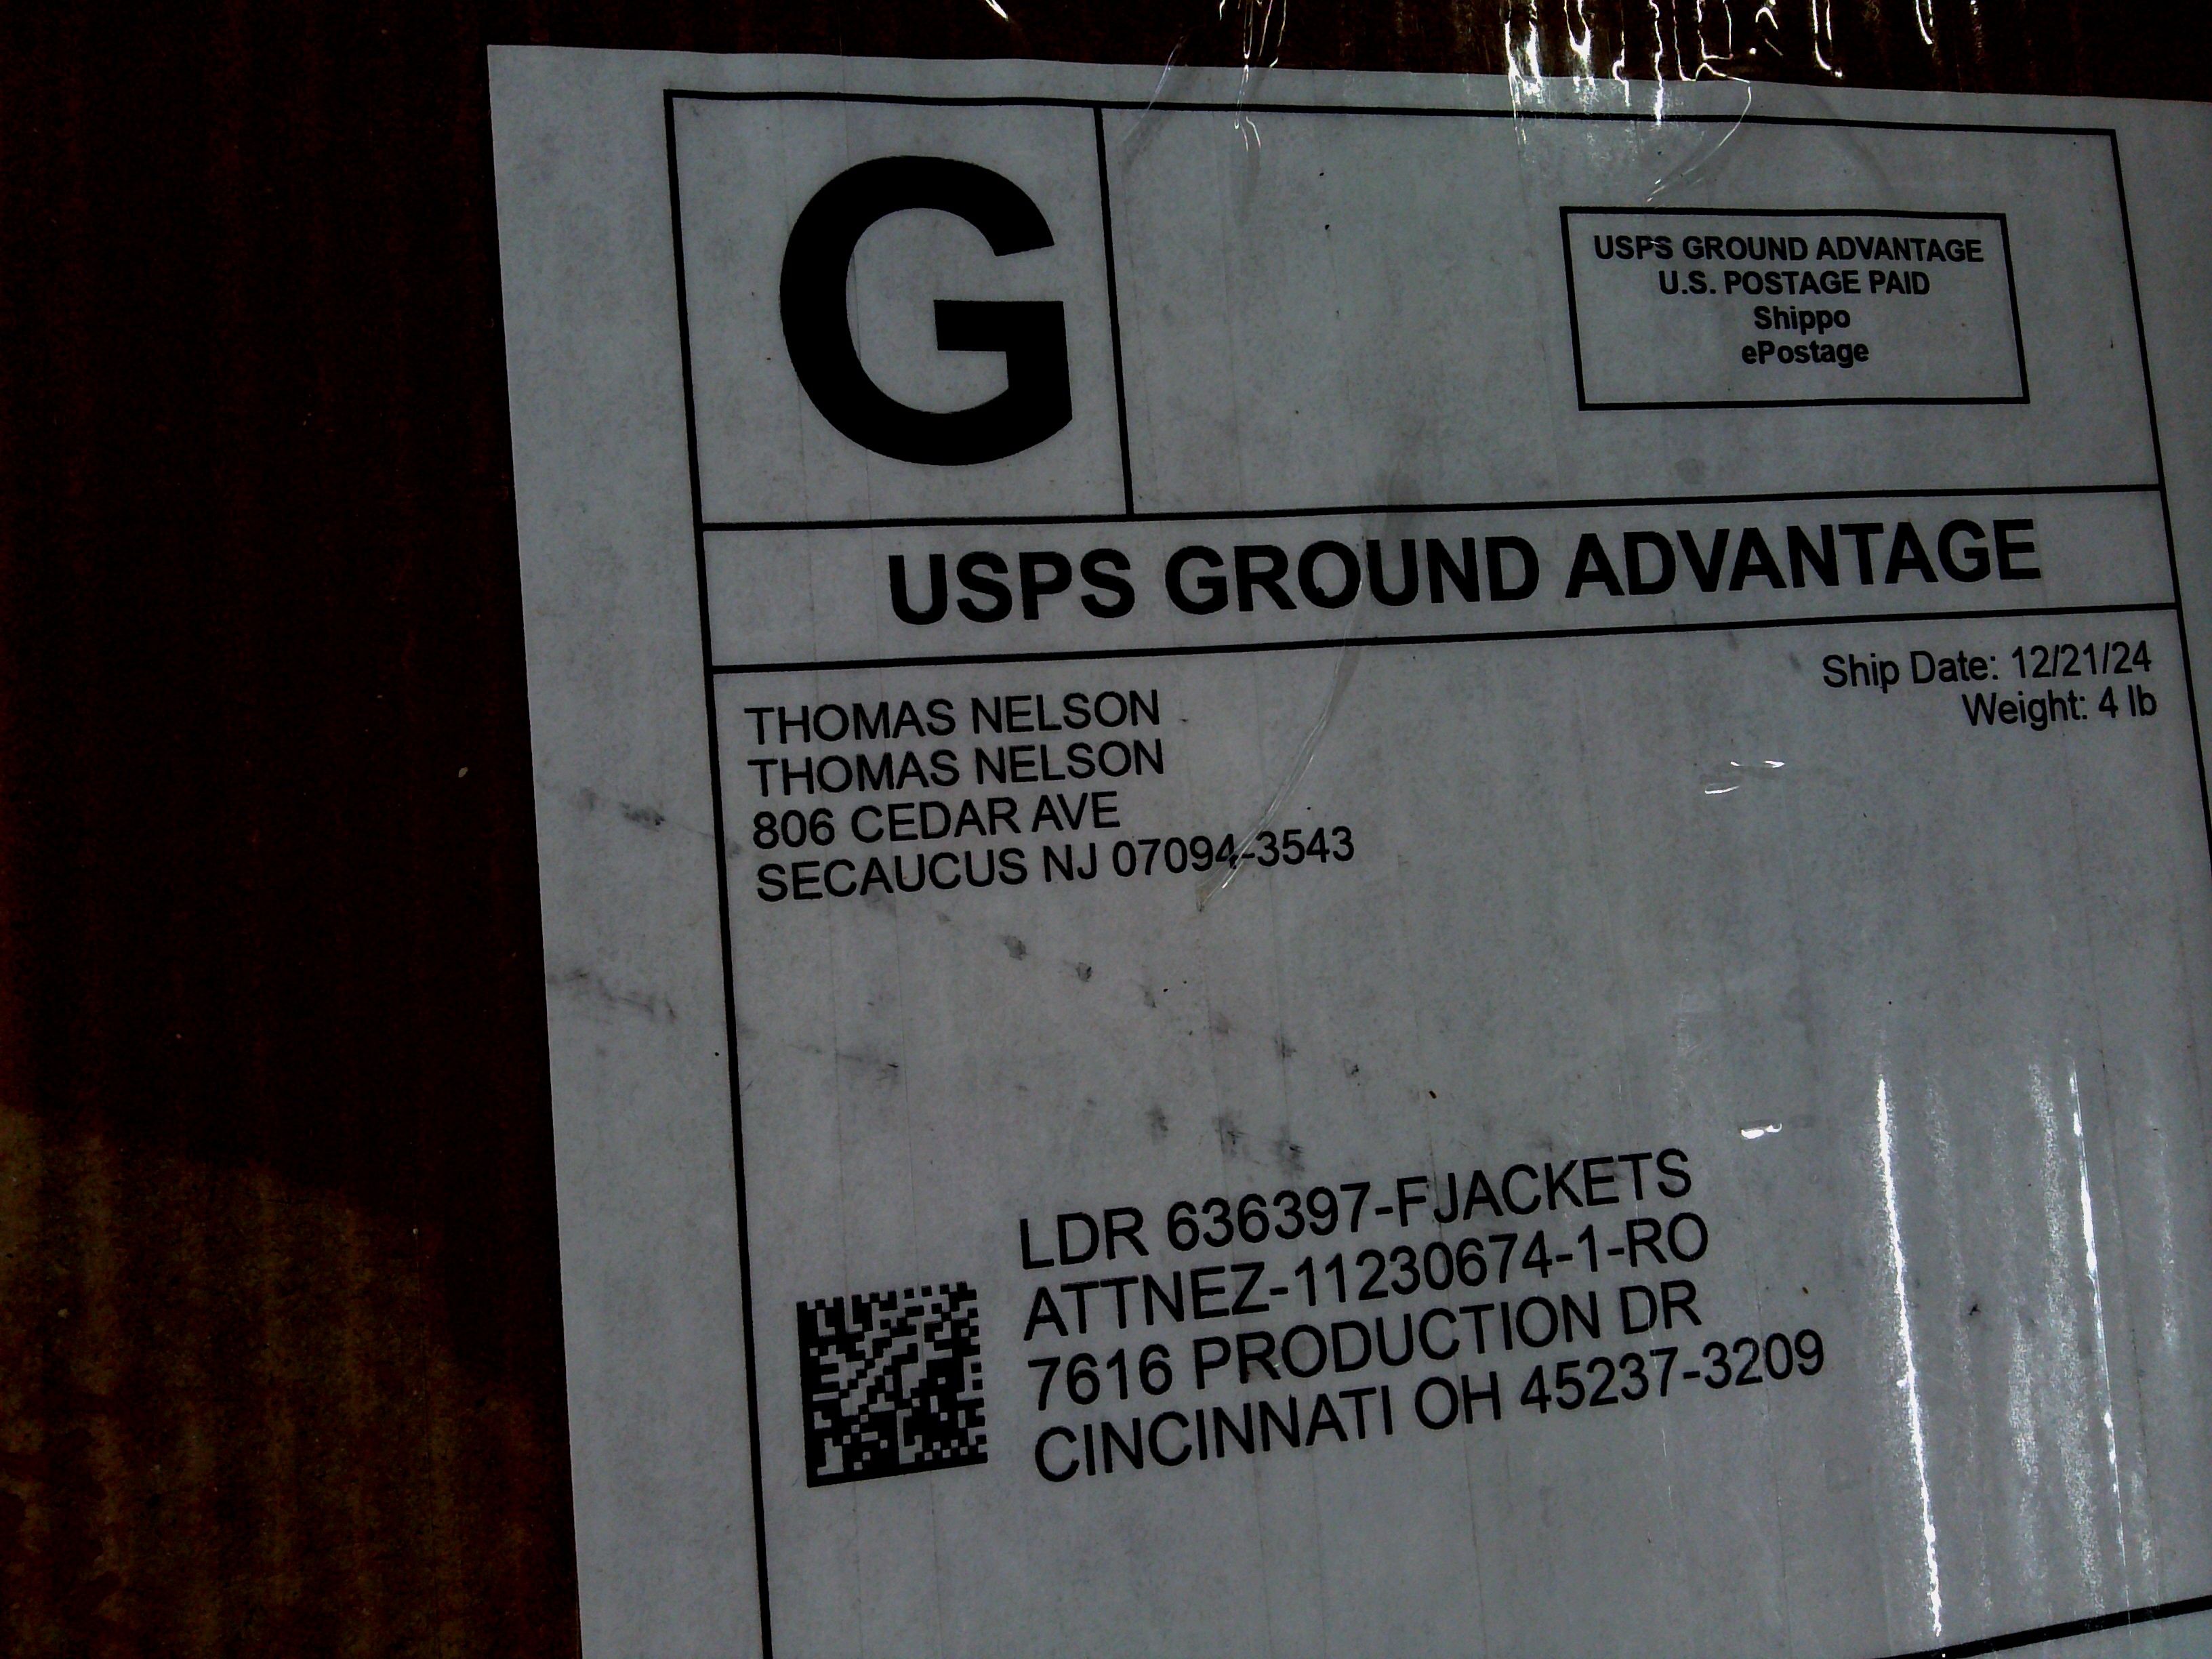 G
USPS GROUND ADVANTAGE
U.S. POSTAGE PAID
Shippo
ePostage
USPS GROUND ADVANTAGE
Ship Date: 12/21/24
Weight: 4 lb
THOMAS NELSON
THOMAS NELSON
806 CEDAR AVE
SECAUCUS NJ 07094-3543
LDR 636397-FJACKETS
ATTNEZ-11230674-1-RO
7616 PRODUCTION DR
CINCINNATI OH 45237-3209